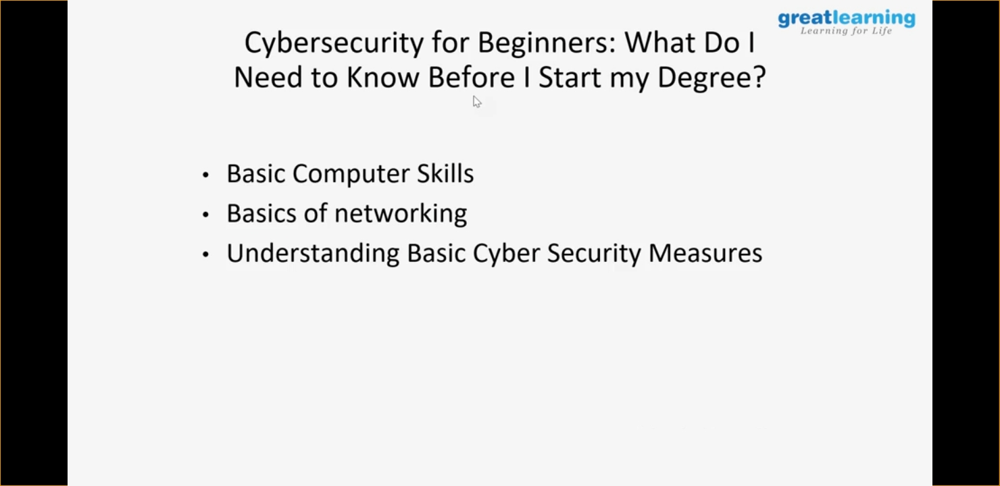 greatlearning
Learning for Life
Cybersecurity for Beginners: What Do I
Need to Know Before I Start my Degree?
• Basic Computer Skills
• Basics of networking
• Understanding Basic Cyber Security Measures